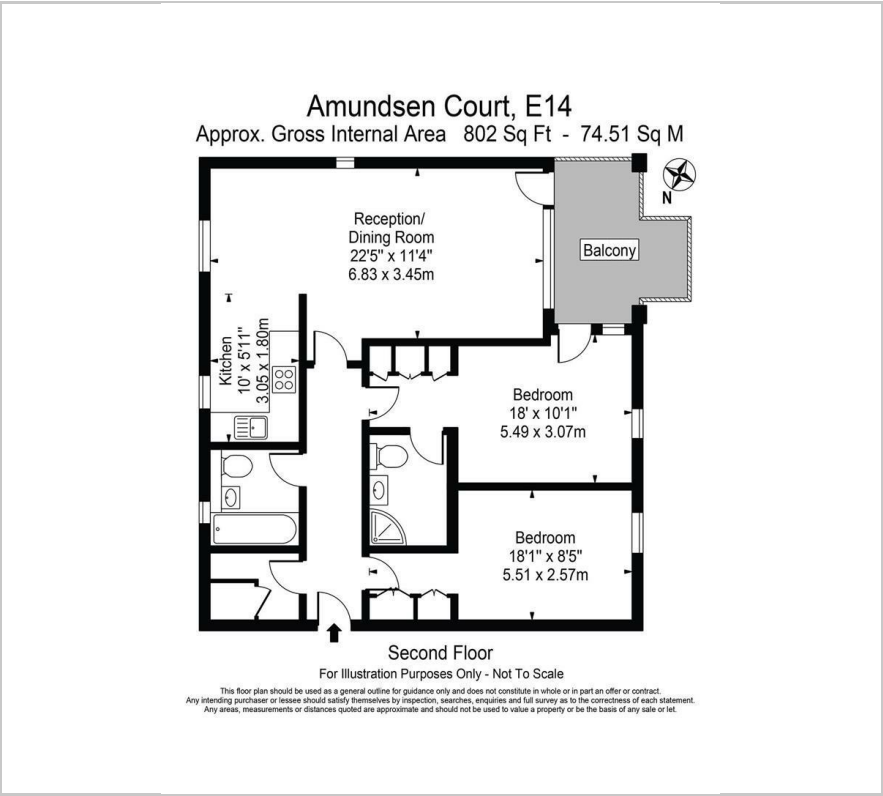 Amundsen Court, E14
Approx. Gross Internal Area 802 Sq Ft - 74.51 Sq M
N
Reception/
Dining Room
22'5" x 11'4"
6.83 x 3.45m
Balcony
Kitchen
10' x 5'11"
3.05 x 1.80m
Bedroom
18' x 10'1"
5.49 x 3.07m
Bedroom
18'1" x 8'5"
5.51 x 2.57m
Second Floor
For Illustration Purposes Only - Not To Scale
This floor plan should be used as a general outline for guidance only and does not constitute in whole or in part an offer or contract.
Any intending purchaser or lessee should satisfy themselves by inspection, searches, enquiries and full survey as to the correctness of each statement.
Any areas, measurements or distances quoted are approximate and should not be used to value a property or be the basis of any sale or let.